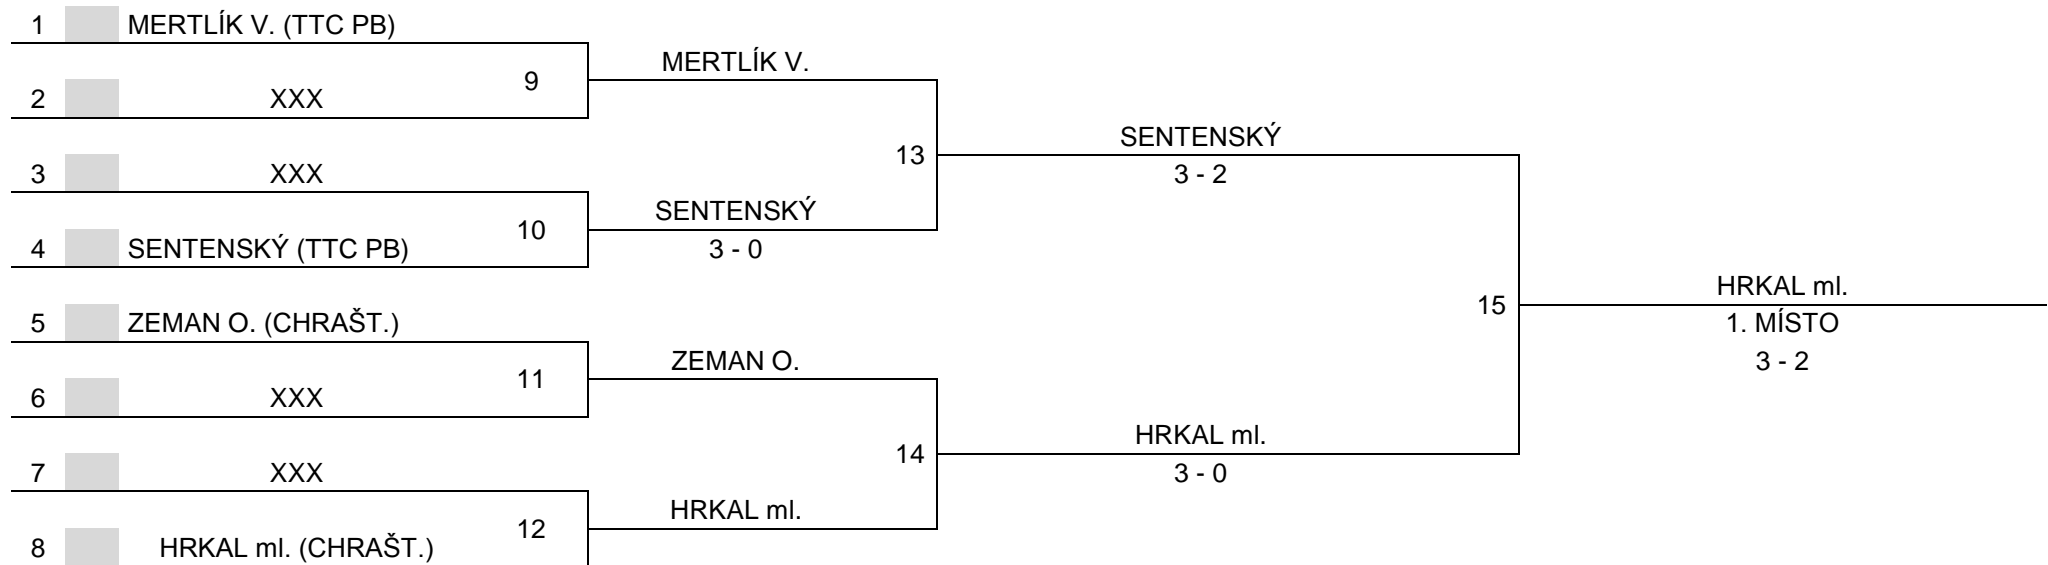 1 MERTLÍK V. (TTC PB)
MERTLÍK V.
9
2 XXX
SENTENSKÝ
13
3 XXX
3 - 2
SENTENSKÝ
10
4 SENTENSKÝ (TTC PB)
3 - 0
HRKAL ml.
15
5 ZEMAN O. (CHRAŠT.)
1. MÍSTO
ZEMAN O.
3 - 2
11
6 XXX
HRKAL ml.
14
7 XXX
3 - 0
HRKAL ml.
12
8 HRKAL ml. (CHRAŠT.)